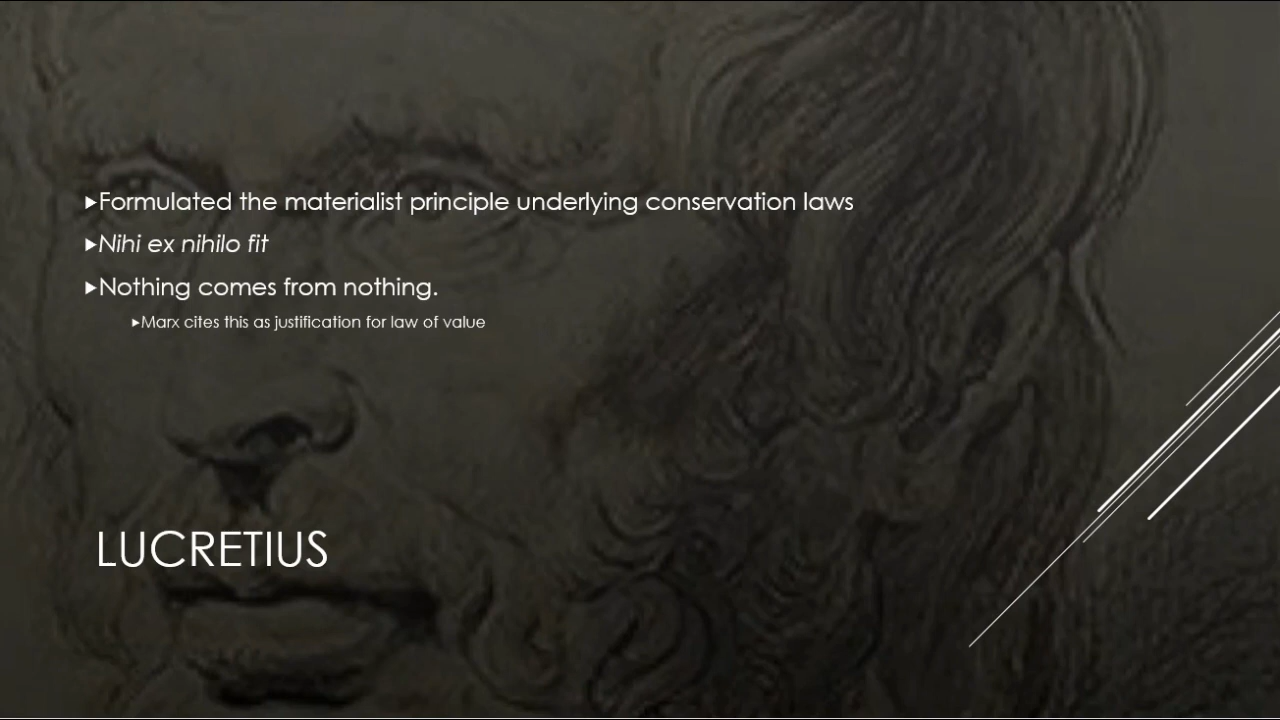 Formulated the materialist principle underlying conservation laws
Nihi ex nihilo fit
Nothing comes from nothing.
Marx cites this as justification for law of value
LUCRETIUS